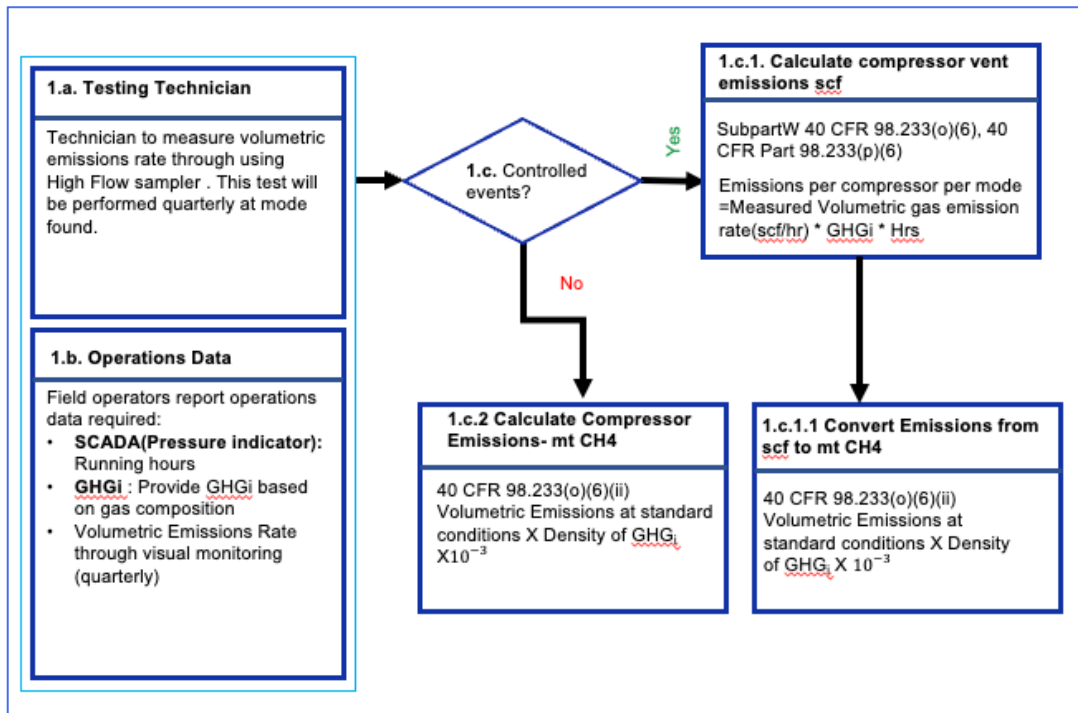 1.a. Testing Technician
Technician to measure volumetric
emissions rate through using
High Flow sampler . This test will
be performed quarterly at mode
found.
1.b. Operations Data
Field operators report operations
data required:
• SCADA(Pressure indicator):
Running hours
• GHGi : Provide GHGi based
on gas composition
• Volumetric Emissions Rate
through visual monitoring
(quarterly)
1.c. Controlled
events?
Yes
No
1.c.1. Calculate compressor vent
emissions scf
SubpartW 40 CFR 98.233(o)(6), 40
CFR Part 98.233(p)(6)
Emissions per compressor per mode
=Measured Volumetric gas emission
rate(scf/hr) * GHGi * Hrs
1.c.2 Calculate Compressor
Emissions- mt CH4
40 CFR 98.233(o)(6)(ii)
Volumetric Emissions at standard
conditions X Density of GHGᵢ
X10⁻³
1.c.1.1 Convert Emissions from
scf to mt CH4
40 CFR 98.233(o)(6)(ii)
Volumetric Emissions at
standard conditions X Density
of GHGᵢ X 10⁻³